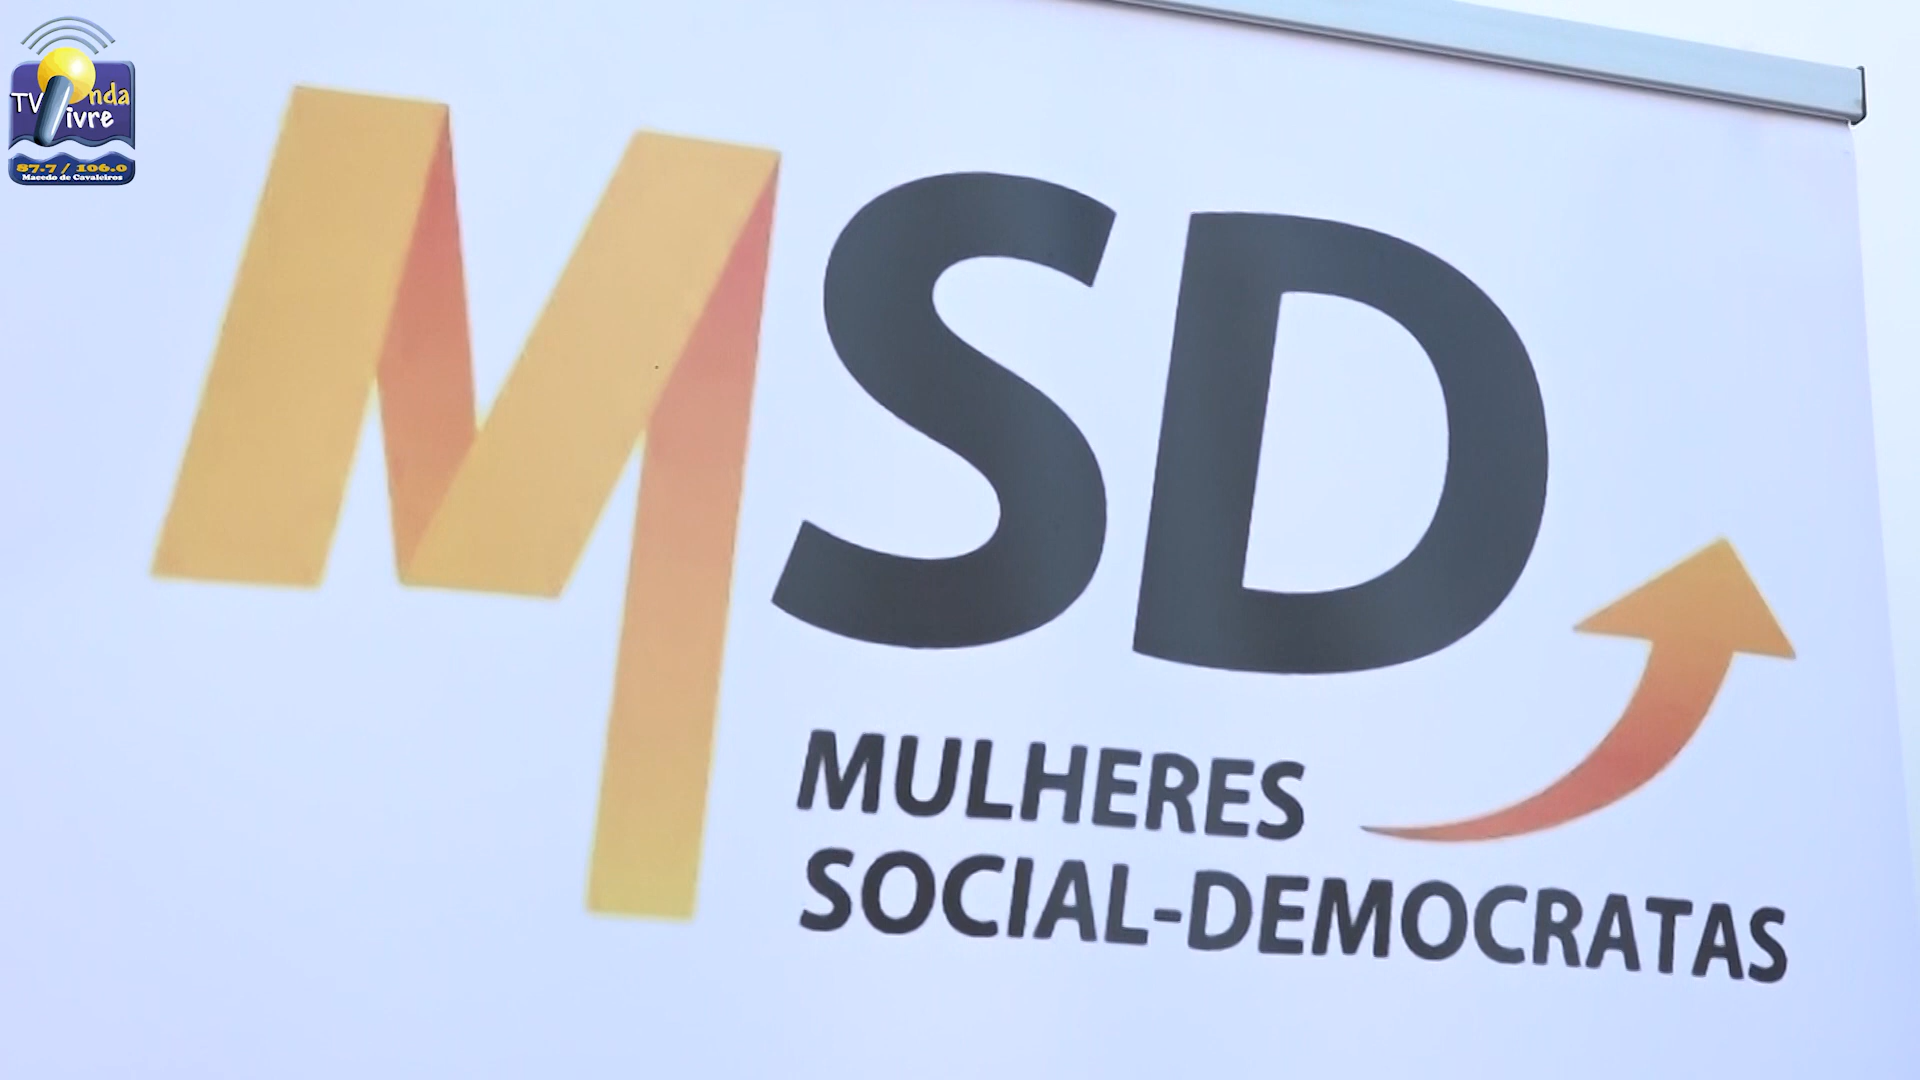 TV Onda
Livre
87.7 / 106.0
Macedo de Cavaleiros
MSD
MULHERES
SOCIAL-DEMOCRATAS